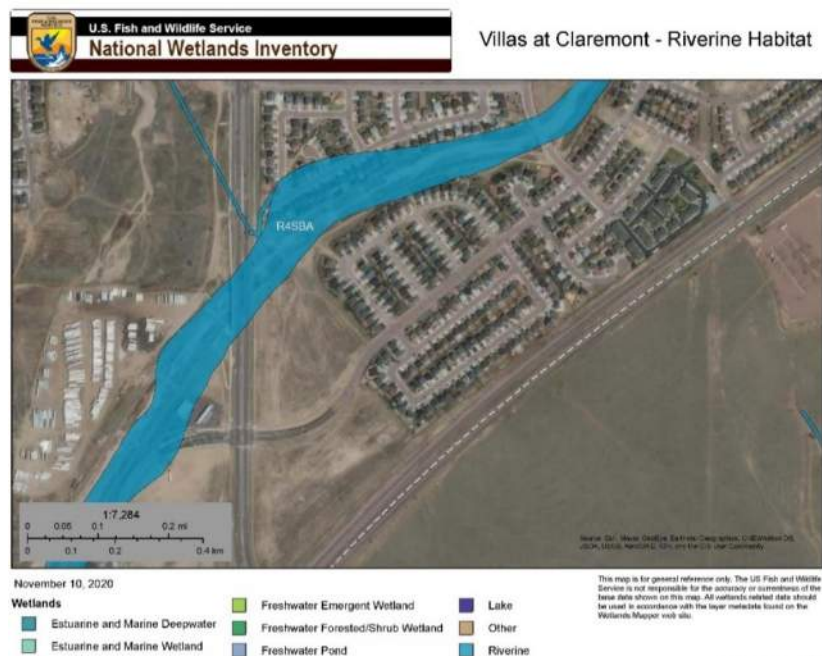 U.S. Fish and Wildlife Service
National Wetlands Inventory
Villas at Claremont - Riverine Habitat
R4SBA
1:7,284
0 0.05 0.1 0.2 mi
0 0.1 0.2 0.4 km
November 10, 2020
This map is for general reference only. The US Fish and Wildlife
Service is not responsible for the accuracy or currentness of the
base data shown on this map. All wetlands related data should
be used in accordance with the layer metadata found on the
Wetlands Mapper web site.
Wetlands
Estuarine and Marine Deepwater
Estuarine and Marine Wetland
Freshwater Emergent Wetland
Freshwater Forested/Shrub Wetland
Freshwater Pond
Lake
Other
Riverine